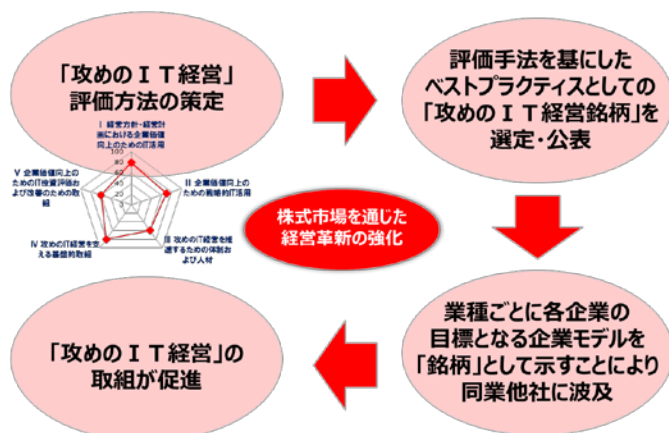 「攻めのＩＴ経営」
評価方法の策定
Ⅰ 経営方針・経営計
画における企業価値
向上のためのIT活用
100
80
60
40
20
0
Ⅱ 企業価値向上の
ための戦略的IT活用
Ⅲ 攻めのIT経営を推
進するための体制お
よび人材
Ⅳ 攻めのIT経営を支
える基盤的取組
Ⅴ 企業価値向上の
ためのIT投資評価お
よび改善のための取
組
評価手法を基にした
ベストプラクティスとしての
「攻めのＩＴ経営銘柄」を
選定・公表
株式市場を通じた
経営革新の強化
業種ごとに各企業の
目標となる企業モデルを
「銘柄」として示すことにより
同業他社に波及
「攻めのＩＴ経営」の
取組が促進